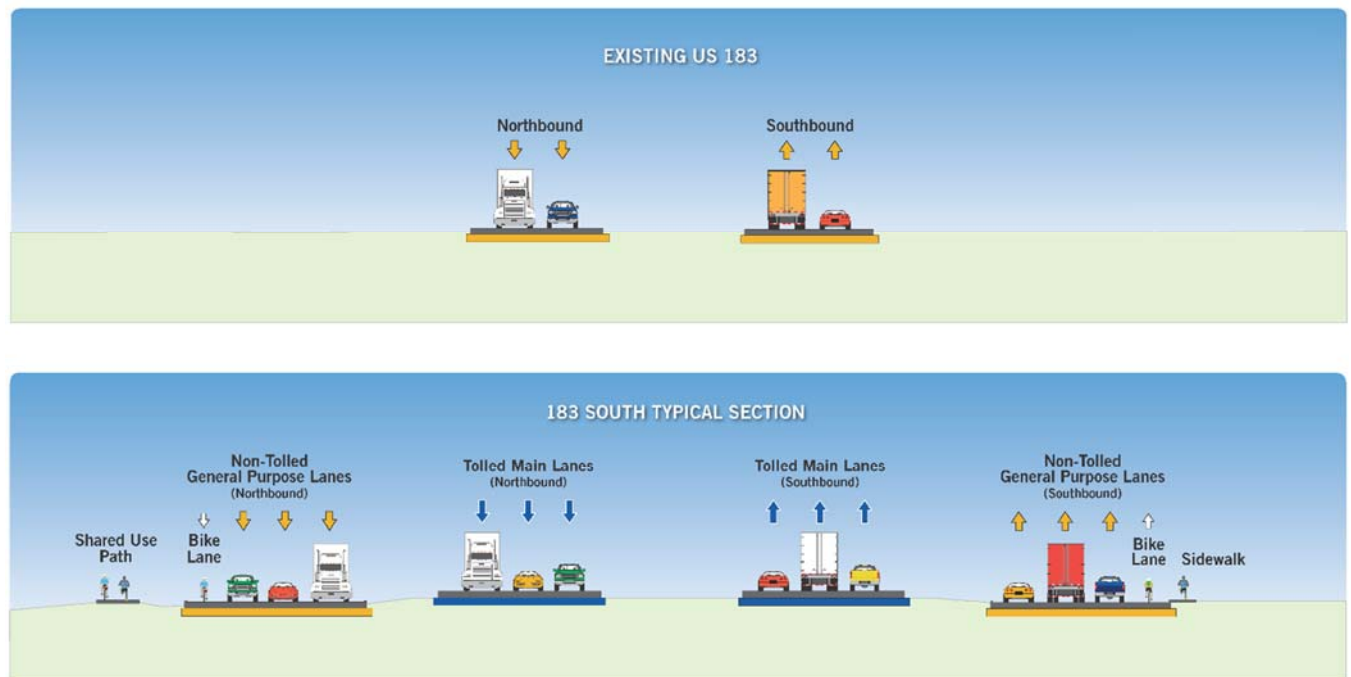 EXISTING US 183
Northbound
Southbound
183 SOUTH TYPICAL SECTION
Non-Tolled
General Purpose Lanes
(Northbound)
Tolled Main Lanes
(Northbound)
Tolled Main Lanes
(Southbound)
Non-Tolled
General Purpose Lanes
(Southbound)
Shared Use
Path
Bike
Lane
Bike
Lane
Sidewalk